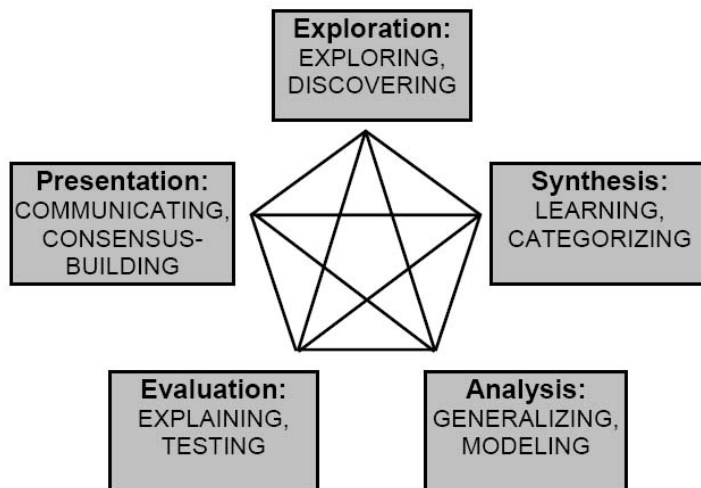 Exploration:
EXPLORING,
DISCOVERING
Presentation:
COMMUNICATING,
CONSENSUS-
BUILDING
Synthesis:
LEARNING,
CATEGORIZING
Evaluation:
EXPLAINING,
TESTING
Analysis:
GENERALIZING,
MODELING